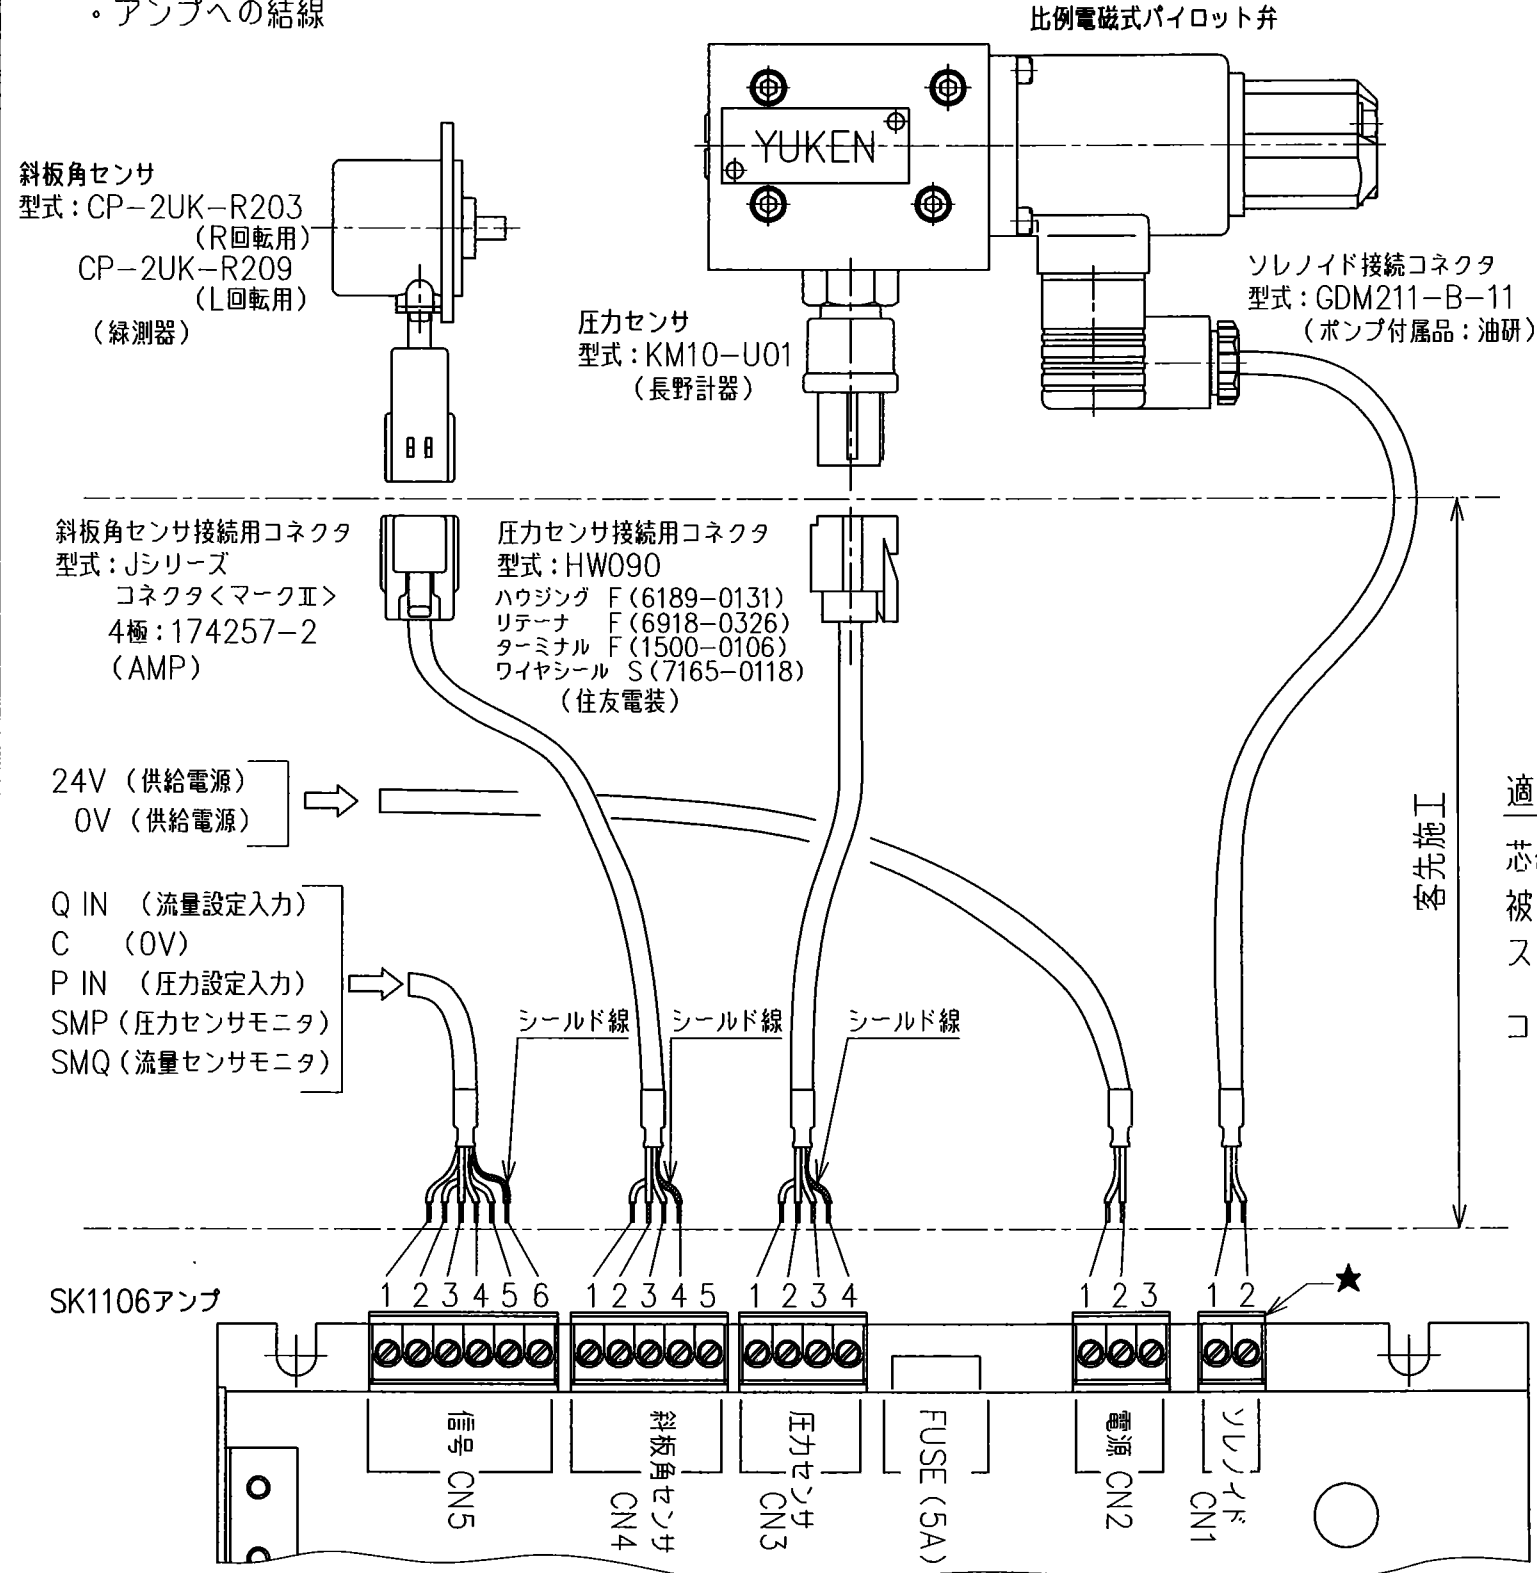 ・アンプへの結線
比例電磁式パイロット弁
YUKEN
斜板角センサ
型式：CP-2UK-R203
（R回転用）
CP-2UK-R209
（L回転用）
（緑測器）
圧力センサ
型式：KM10-U01
（長野計器）
ソレノイド接続コネクタ
型式：GDM211-B-11
（ポンプ付属品：油研）
斜板角センサ接続用コネクタ
型式：Jシリーズ
コネクタ＜マークⅡ＞
4極：174257-2
（AMP）
圧力センサ接続用コネクタ
型式：HW090
ハウジング F（6189-0131）
リテーナ F（6918-0326）
ターミナル F（1500-0106）
ワイヤシール S（7165-0118）
（住友電装）
24V （供給電源）
0V （供給電源）
Q IN （流量設定入力）
C （0V）
P IN （圧力設定入力）
SMP（圧力センサモニタ）
SMQ（流量センサモニタ）
シールド線
シールド線
シールド線
客先施工
適
被
ス
コ
SK1106アンプ
1 2 3 4 5 6
1 2 3 4 5
1 2 3 4
1 2 3
1 2
★
信号 CN5
斜板角センサ CN4
圧力センサ CN3
FUSE（5A）
電源 CN2
ソレノイド CN1